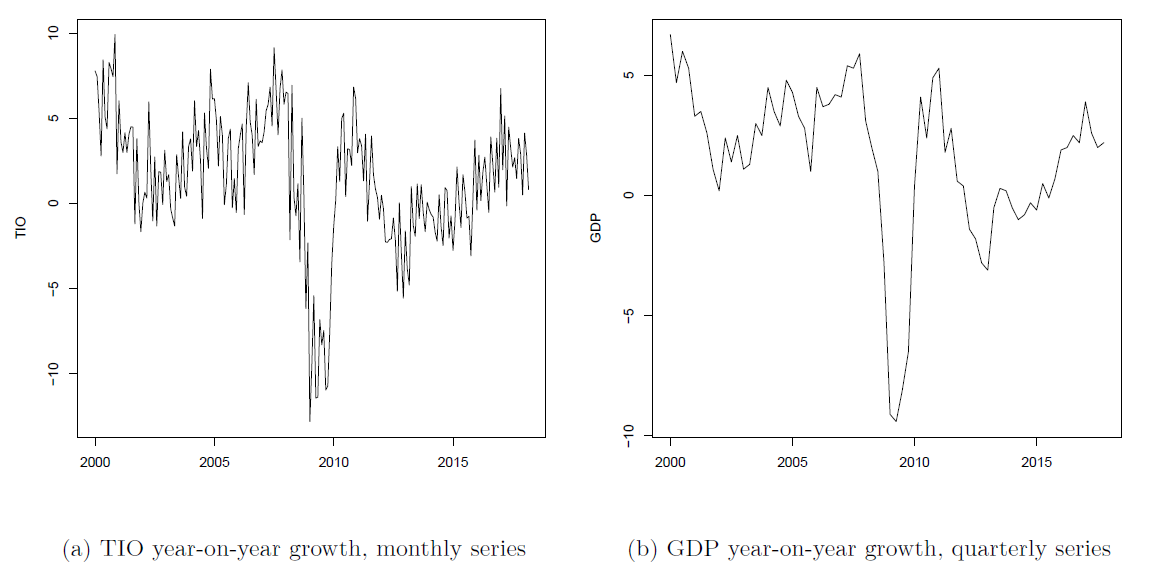 10
5
0
−5
−10
TIO
2000 2005 2010 2015
(a) TIO year-on-year growth, monthly series
5
0
−5
−10
GDP
2000 2005 2010 2015
(b) GDP year-on-year growth, quarterly series